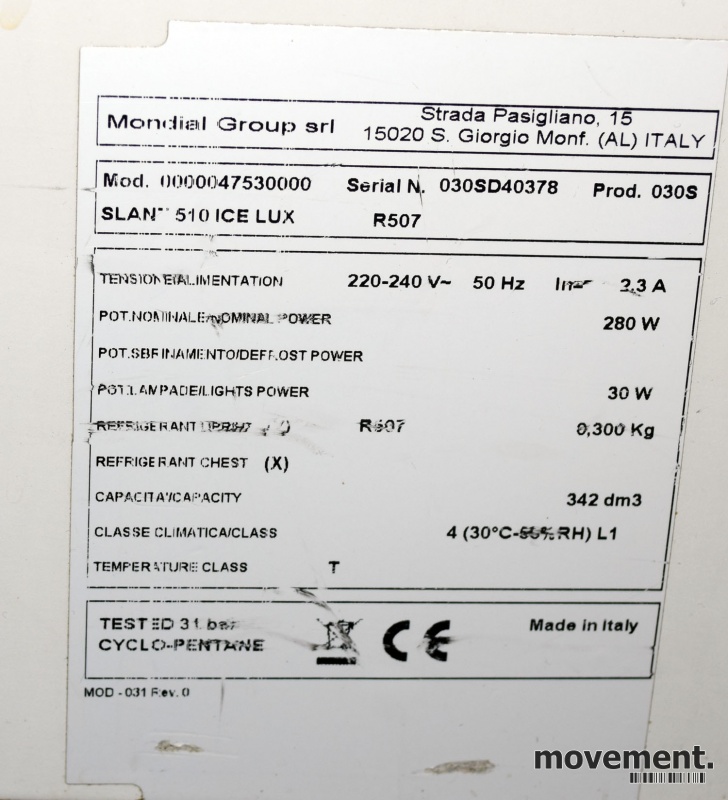 Mondial Group srl
Strada Pasigliano, 15
15020 S. Giorgio Monf. (AL) ITALY
Mod. 0000047530000 Serial N. 030SD40378 Prod. 030S
510 ICE LUX R507
TENSIONE/ALIMENTATION 220-240 V~ 50 Hz 2,3 A
POT.NOMINALE/NOMINAL POWER 280 W
POT.SBRINAMENTO/DEFROST POWER
POT.LAMPADE/LIGHTS POWER 30 W
REFRIGERANT R507 0,300 Kg
REFRIGERANT CHEST (X)
CAPACITA'/CAPACITY 342 dm3
CLASSE CLIMATICA/CLASS 4 (30°C-55% RH) L1
TEMPERATURE CLASS T
TESTED 31 bar
CYCLO-PENTANE
CE
Made in Italy
MOD - 031 Rev. 0
movement.